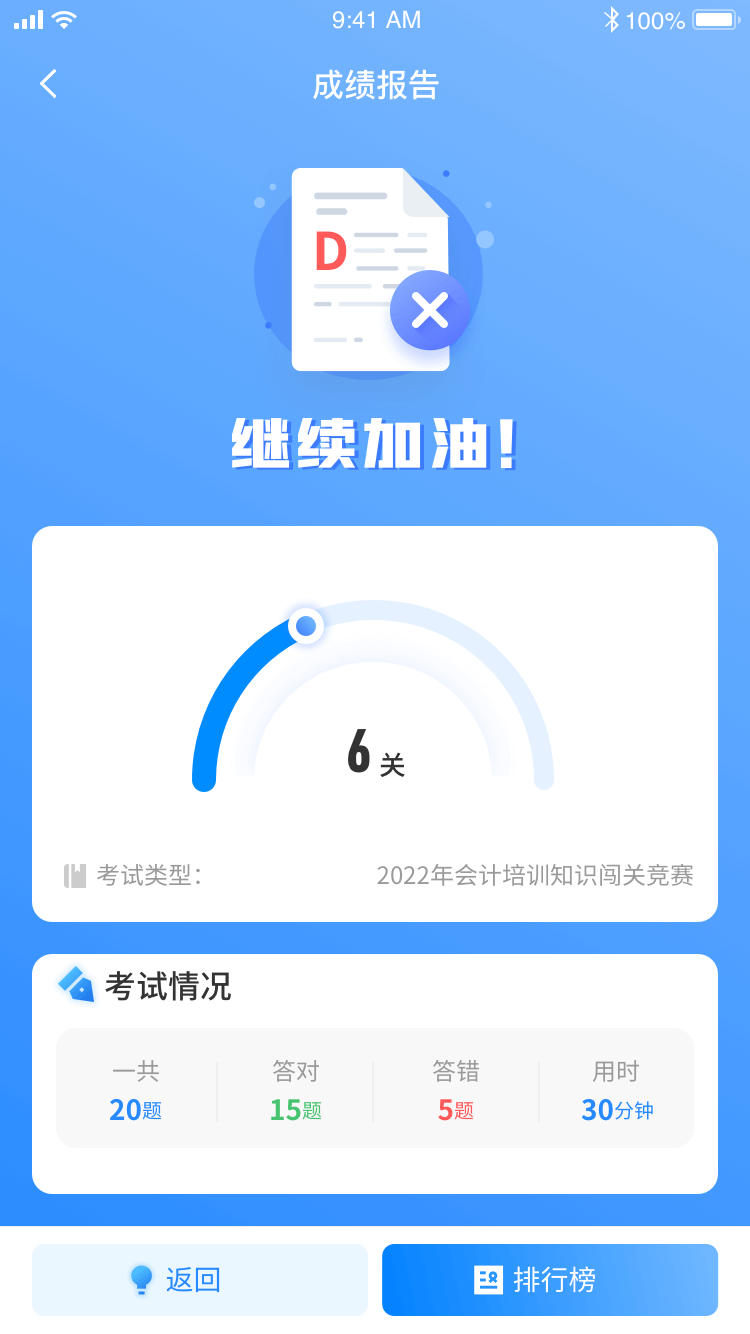 9:41 AM 100%
成绩报告
D
继续加油!
6 关
考试类型: 2022年会计培训知识闯关竞赛
考试情况
一共 答对 答错 用时
20题 15题 5题 30分钟
返回 排行榜